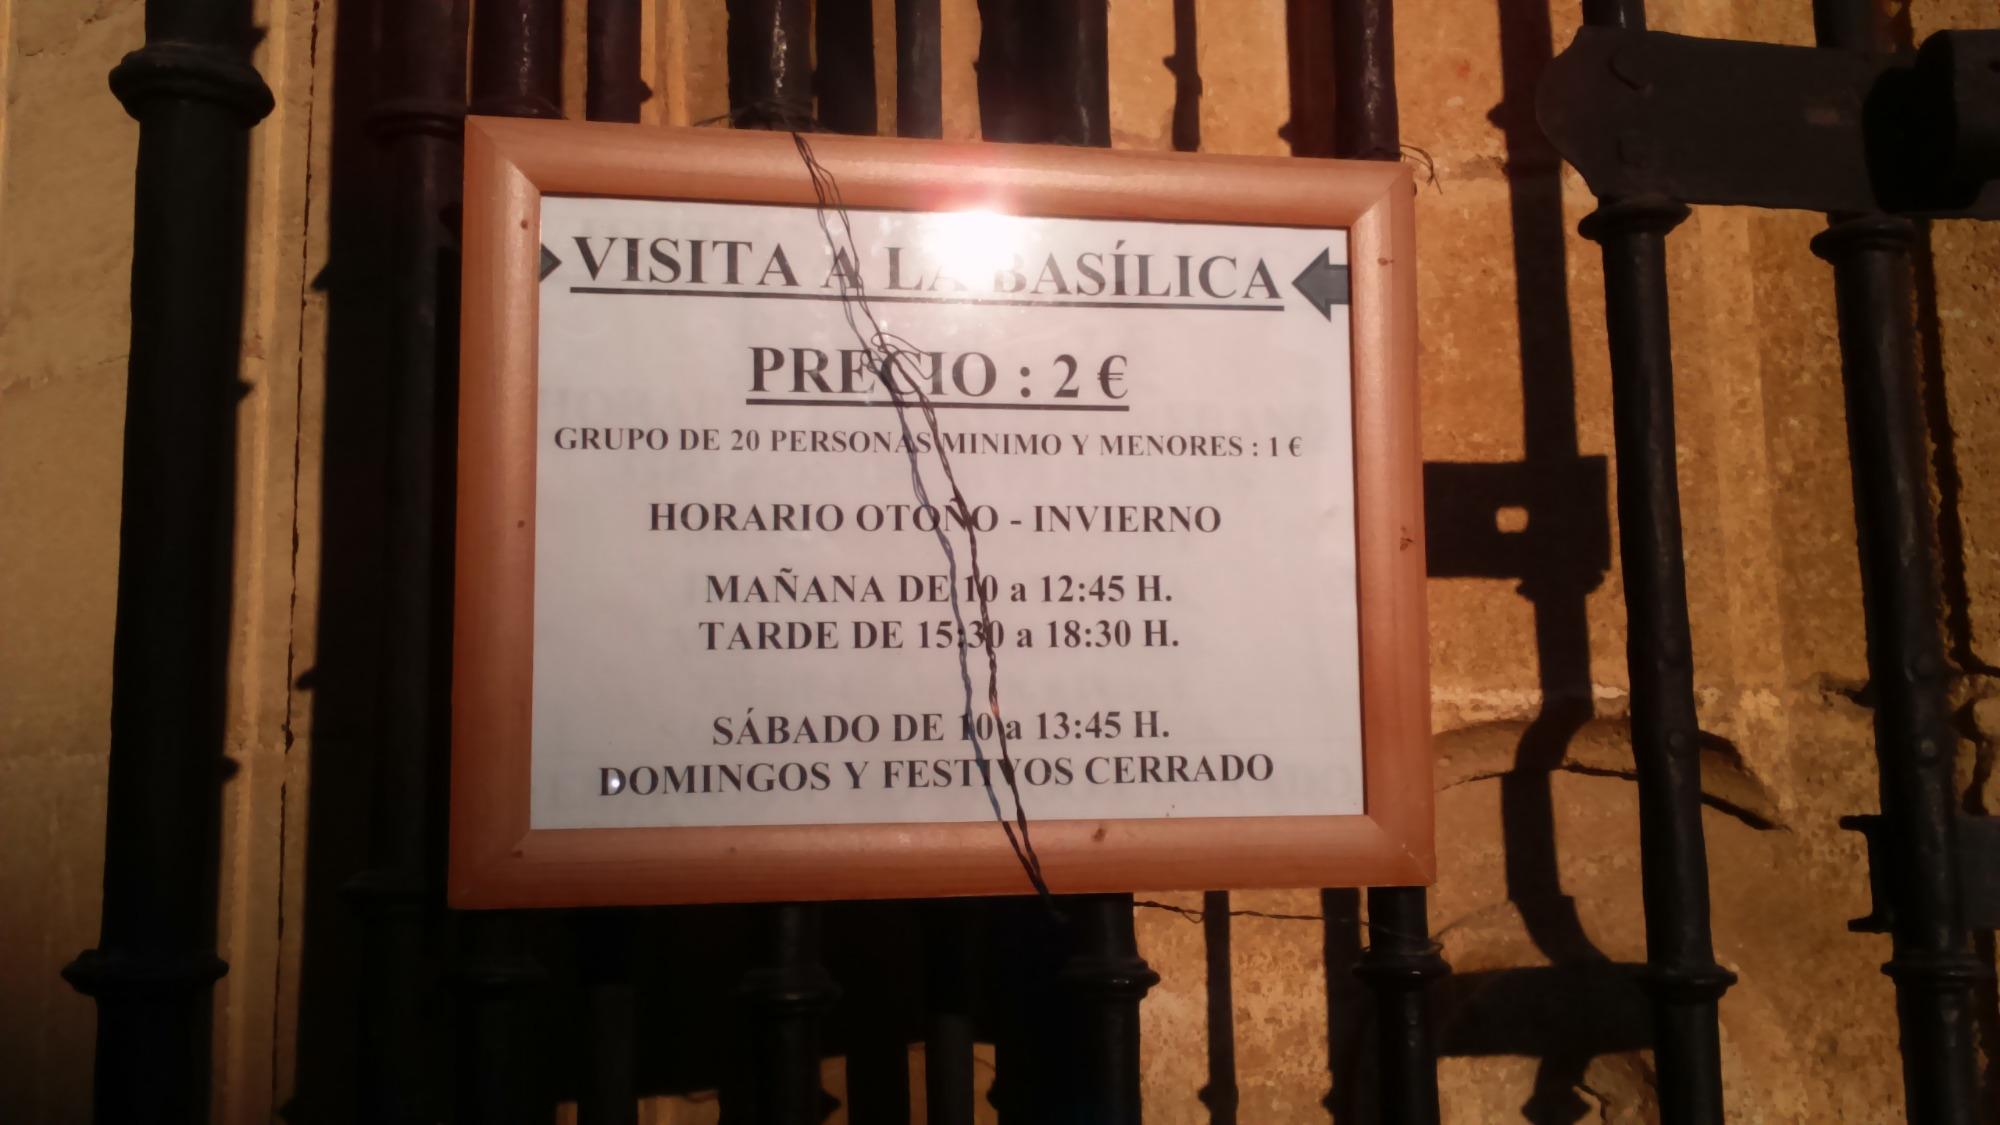 VISITA A LA BASÍLICA
PRECIO : 2 €
GRUPO DE 20 PERSONAS MINIMO Y MENORES : 1 €
HORARIO OTOÑO - INVIERNO
MAÑANA DE 10 a 12:45 H.
TARDE DE 15:30 a 18:30 H.
SÁBADO DE 10 a 13:45 H.
DOMINGOS Y FESTIVOS CERRADO